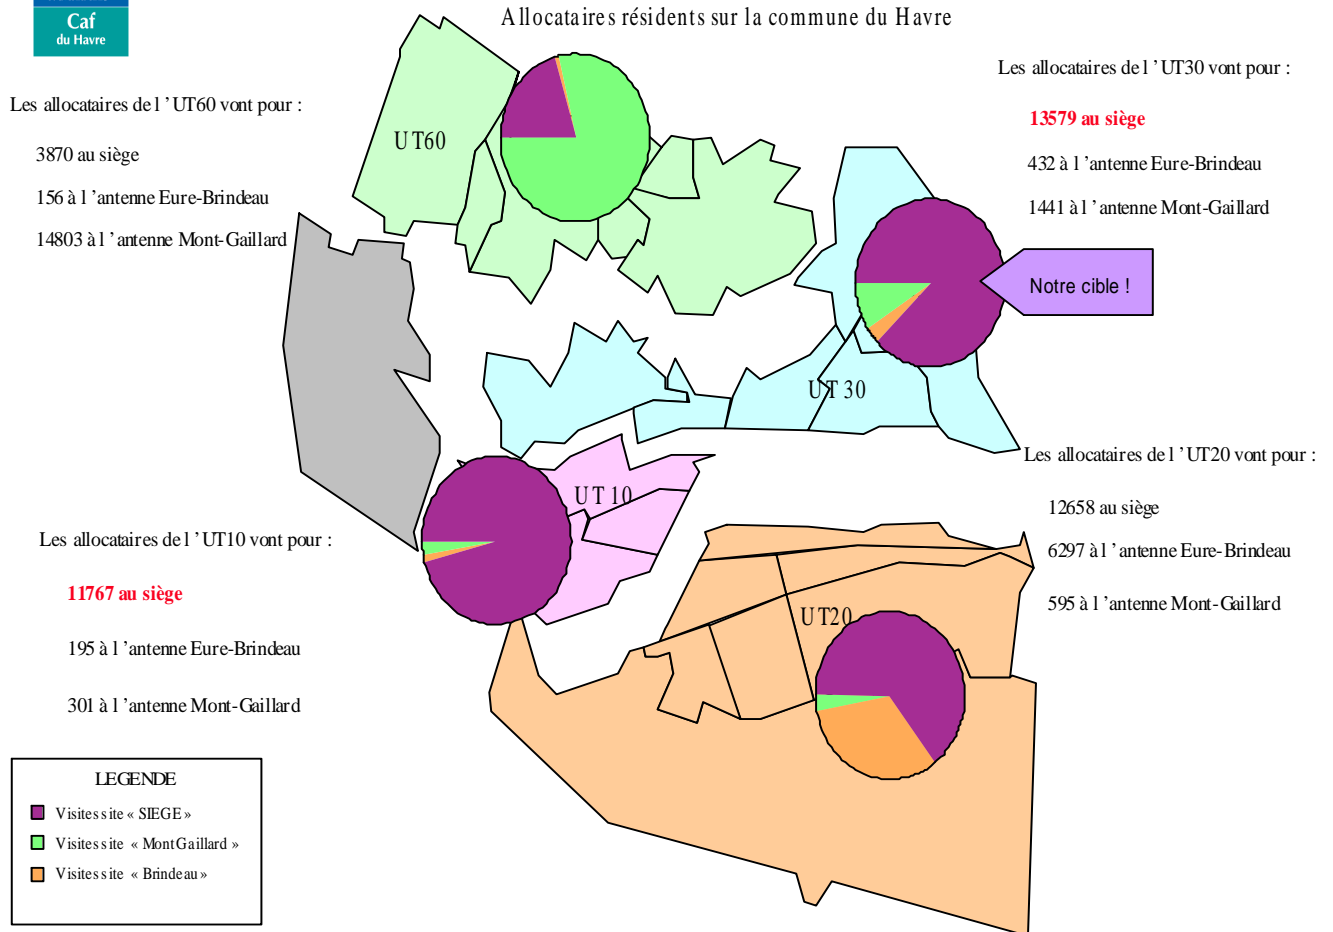 Caf
du Havre
Allocataires résidents sur la commune du Havre
Les allocataires de l ’UT60 vont pour :
3870 au siège
156 à l ’antenne Eure-Brindeau
14803 à l ’antenne Mont-Gaillard
UT60
Les allocataires de l ’UT30 vont pour :
13579 au siège
432 à l ’antenne Eure-Brindeau
1441 à l ’antenne Mont-Gaillard
Notre cible !
UT30
Les allocataires de l ’UT20 vont pour :
12658 au siège
6297 à l ’antenne Eure-Brindeau
595 à l ’antenne Mont-Gaillard
UT20
UT10
Les allocataires de l ’UT10 vont pour :
11767 au siège
195 à l ’antenne Eure-Brindeau
301 à l ’antenne Mont-Gaillard
LEGENDE
Visites site « SIEGE »
Visites site « Mont Gaillard »
Visites site « Brindeau »